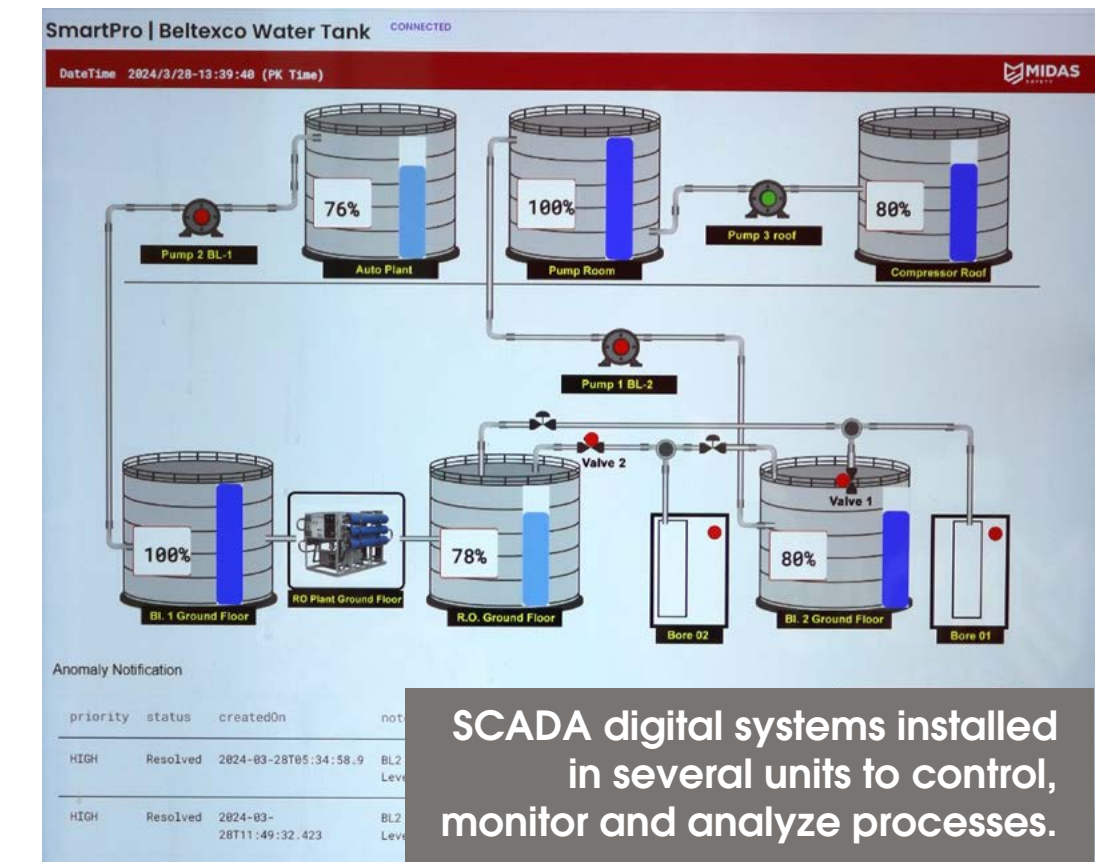 SmartPro | Beltexco Water Tank CONNECTED
DateTime 2024/3/28-13:39:40 (PK Time)
MIDAS
SAFETY
76%
100%
80%
Pump 2 BL-1
Pump 3 roof
Auto Plant
Pump Room
Compressor Roof
Pump 1 BL-2
Valve 2
Valve 1
100%
78%
80%
RO Plant Ground Floor
Bl. 1 Ground Floor
R.O. Ground Floor
Bl. 2 Ground Floor
Bore 02
Bore 01
Anomaly Notification
priority status createdOn
HIGH Resolved 2024-03-28T05:34:58.9 BL2
HIGH Resolved 2024-03-
28T11:49:32.423 BL2
SCADA digital systems installed
in several units to control,
monitor and analyze processes.